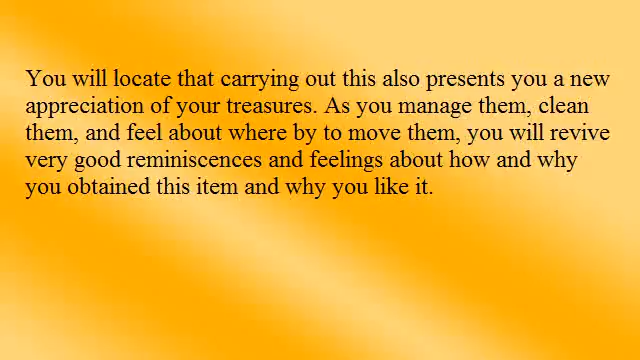 You will locate that carrying out this also presents you a new
appreciation of your treasures. As you manage them, clean
them, and feel about where by to move them, you will revive
very good reminiscences and feelings about how and why
you obtained this item and why you like it.